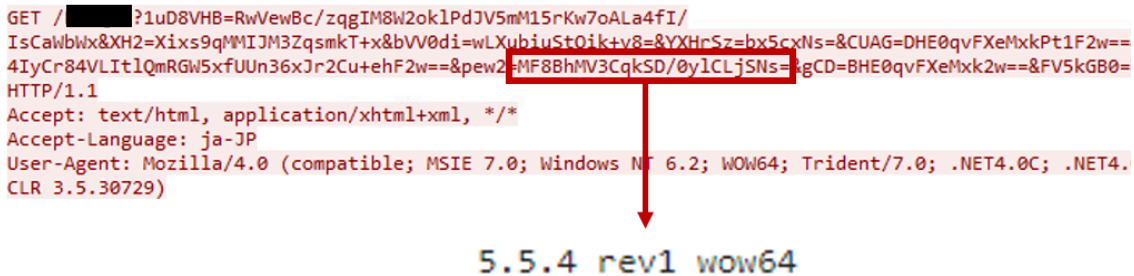 GET /?1uD8VHB=RwVewBc/zqgIM8W2oklPdJV5mM15rKw7oALa4fI/
IsCaWbWx&XH2=Xixs9qMMIJM3ZqsmkT+x&bVV0di=wLXubiuStOik+v8=&YXHrSz=bx5cxNs=&CUAG=DHE0qvFXeMxkPt1F2w==
4IyCr84VLItlQmRGW5xfUUn36xJr2Cu+ehF2w==&pew2=MF8BhMV3CqkSD/0ylCLjSNs=&gCD=BHE0qvFXeMxk2w==&FV5kGB0=
HTTP/1.1
Accept: text/html, application/xhtml+xml, */*
Accept-Language: ja-JP
User-Agent: Mozilla/4.0 (compatible; MSIE 7.0; Windows NT 6.2; WOW64; Trident/7.0; .NET4.0C; .NET4.
CLR 3.5.30729)
5.5.4 rev1 wow64